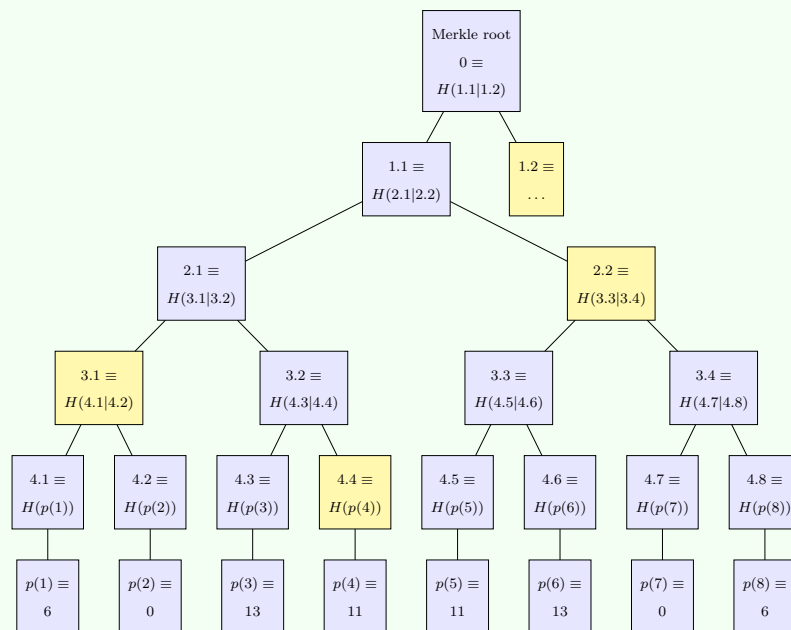 Merkle root
0 ≡
H(1.1|1.2)
1.1 ≡
H(2.1|2.2)
1.2 ≡
...
2.1 ≡
H(3.1|3.2)
2.2 ≡
H(3.3|3.4)
3.1 ≡
H(4.1|4.2)
3.2 ≡
H(4.3|4.4)
3.3 ≡
H(4.5|4.6)
3.4 ≡
H(4.7|4.8)
4.1 ≡
H(p(1))
4.2 ≡
H(p(2))
4.3 ≡
H(p(3))
4.4 ≡
H(p(4))
4.5 ≡
H(p(5))
4.6 ≡
H(p(6))
4.7 ≡
H(p(7))
4.8 ≡
H(p(8))
p(1) ≡
6
p(2) ≡
0
p(3) ≡
13
p(4) ≡
11
p(5) ≡
11
p(6) ≡
13
p(7) ≡
0
p(8) ≡
6